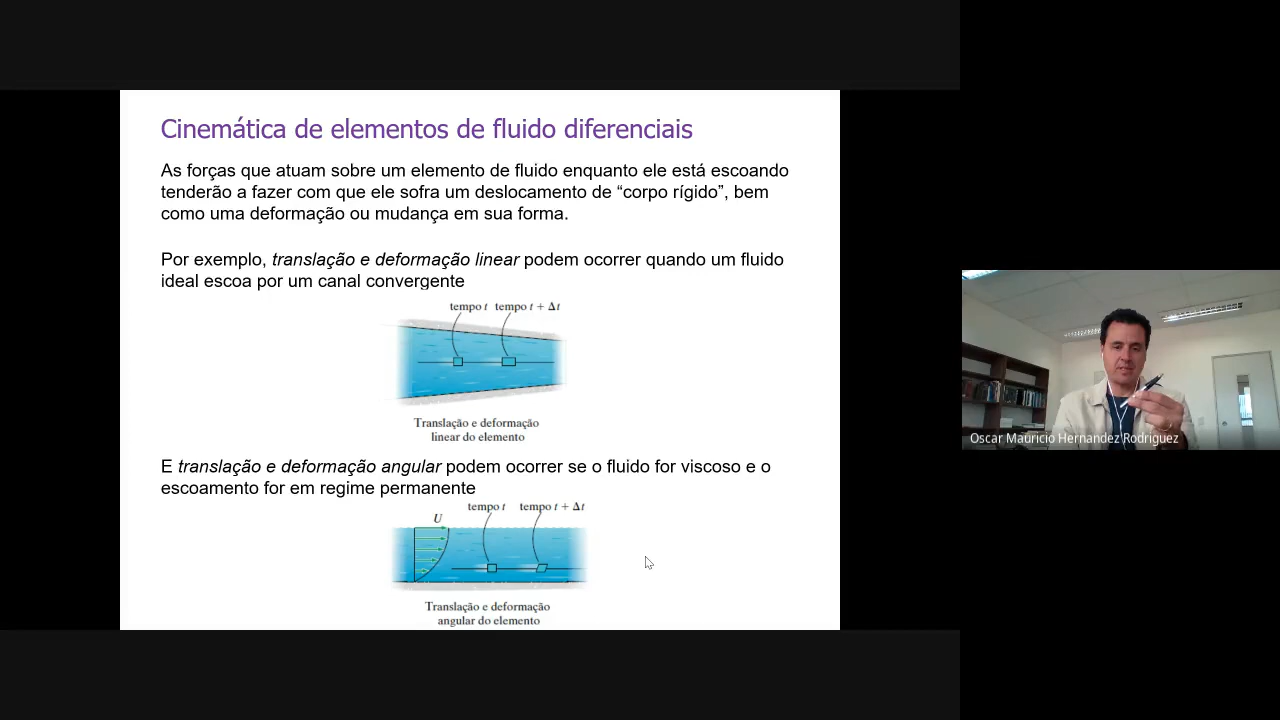 Cinemática de elementos de fluido diferenciais
As forças que atuam sobre um elemento de fluido enquanto ele está escoando
tenderão a fazer com que ele sofra um deslocamento de “corpo rígido”, bem
como uma deformação ou mudança em sua forma.
Por exemplo, translação e deformação linear podem ocorrer quando um fluido
ideal escoa por um canal convergente
tempo t tempo t + Δt
Translação e deformação
linear do elemento
E translação e deformação angular podem ocorrer se o fluido for viscoso e o
escoamento for em regime permanente
tempo t tempo t + Δt
U
Translação e deformação
angular do elemento
Oscar Mauricio Hernandez Rodriguez